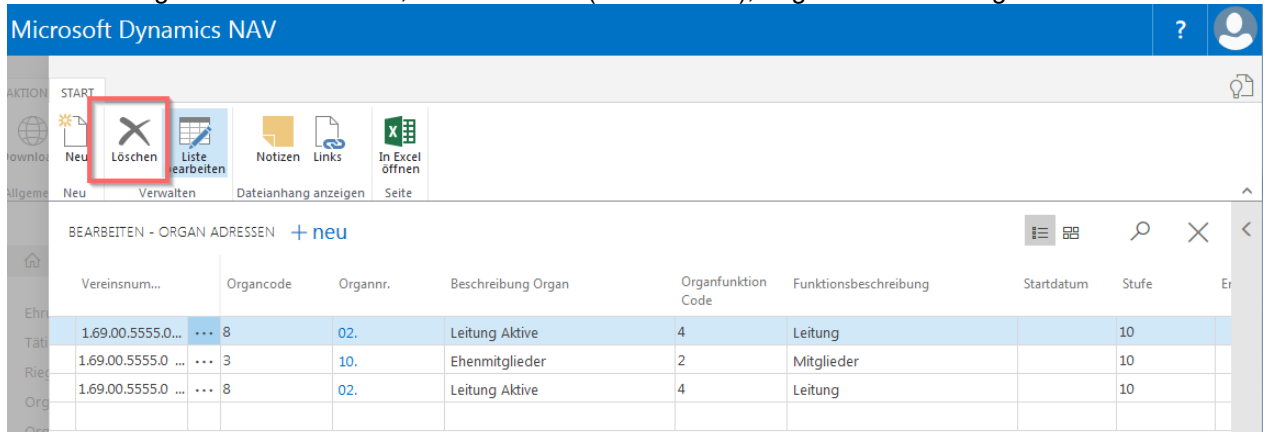 Microsoft Dynamics NAV ?
AKTION START
Neu Löschen Liste bearbeiten Notizen Links In Excel öffnen
Neu Verwalten Dateianhang anzeigen Seite
BEARBEITEN - ORGAN ADRESSEN + neu
Vereinsnum... Organcode Organnr. Beschreibung Organ Organfunktion Code Funktionsbeschreibung Startdatum Stufe
1.69.00.5555.0... ... 8 02. Leitung Aktive 4 Leitung 10
1.69.00.5555.0 ... ... 3 10. Ehenmitglieder 2 Mitglieder 10
1.69.00.5555.0 ... ... 8 02. Leitung Aktive 4 Leitung 10